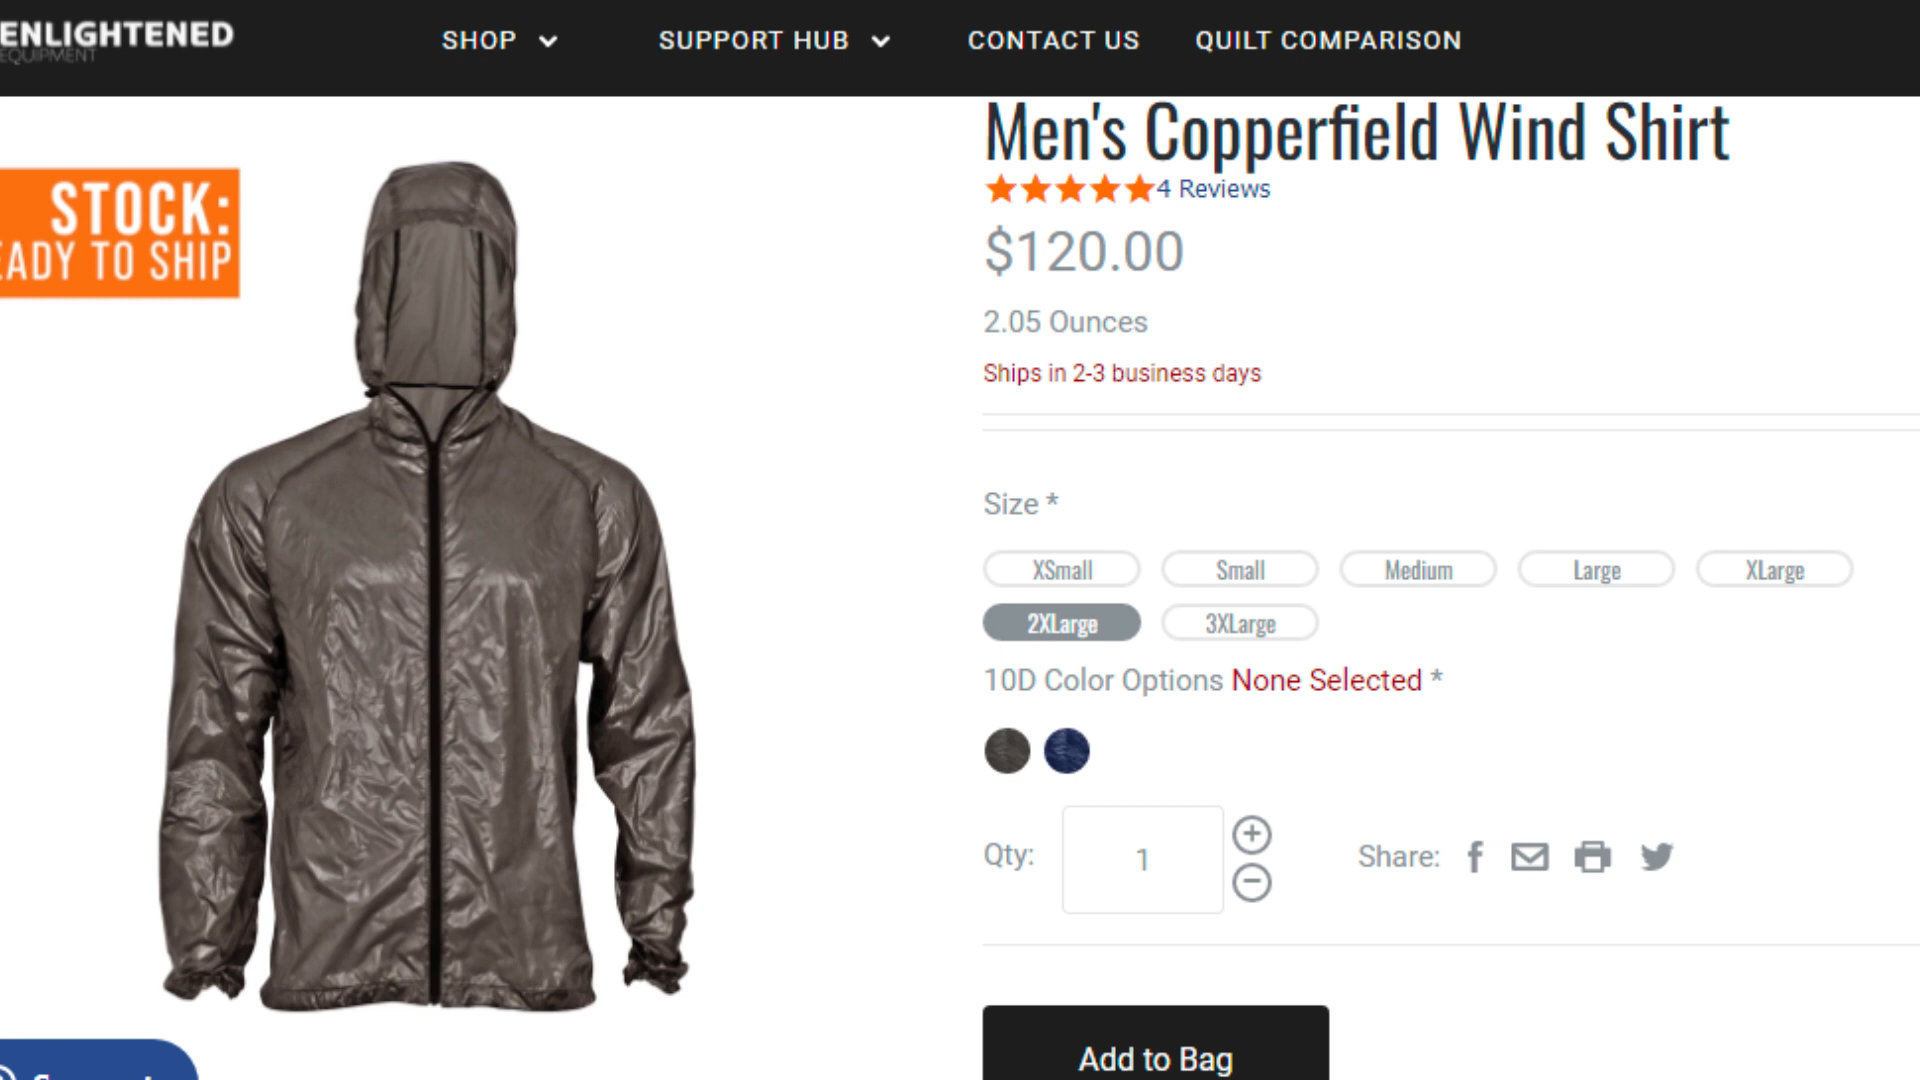 ENLIGHTENED
EQUIPMENT
SHOP
SUPPORT HUB
CONTACT US
QUILT COMPARISON
STOCK:
EADY TO SHIP
Men's Copperfield Wind Shirt
4 Reviews
$120.00
2.05 Ounces
Ships in 2-3 business days
Size *
XSmall
Small
Medium
Large
XLarge
2XLarge
3XLarge
10D Color Options None Selected *
Qty:
1
Share:
Add to Bag